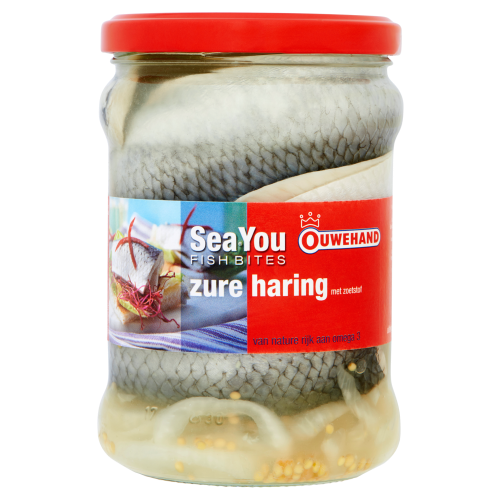 SeaYou
FISH BITES
OUWEHAND
zure haring
met zoetstof
van nature rijk aan omega 3